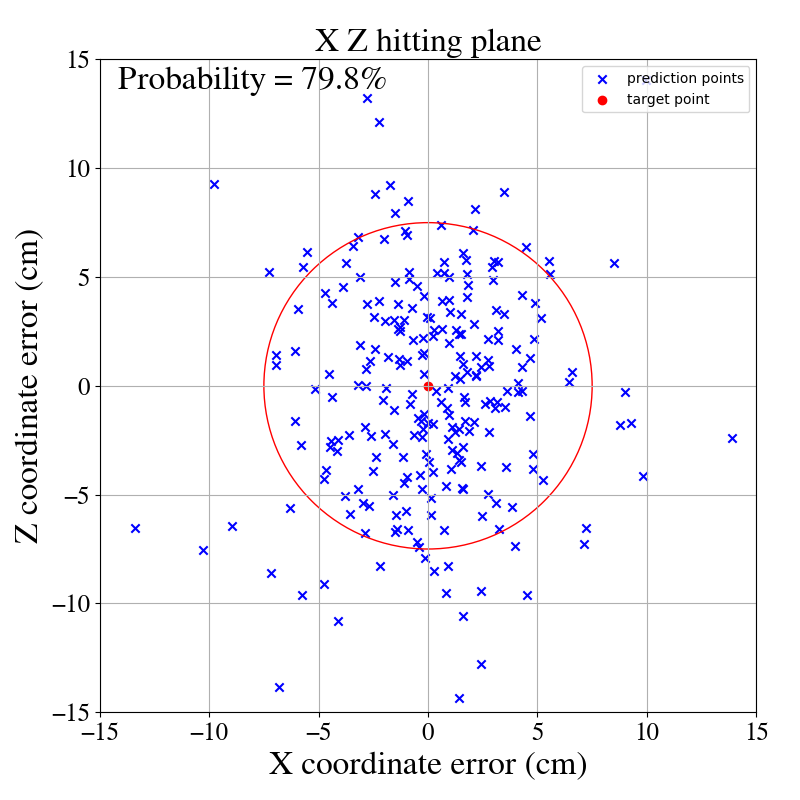 X Z hitting plane
Probability = 79.8%
prediction points
target point
Z coordinate error (cm)
15
10
5
0
−5
−10
−15
−15
−10
−5
0
5
10
15
X coordinate error (cm)